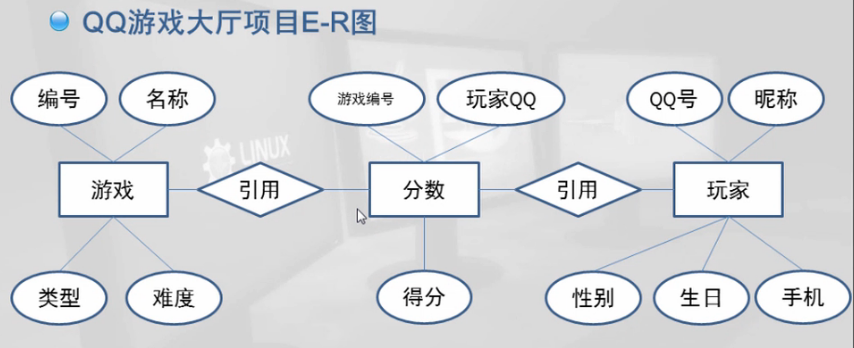 QQ游戏大厅项目E-R图
编号
名称
游戏编号
玩家QQ
QQ号
昵称
LINUX
游戏
引用
分数
引用
玩家
类型
难度
得分
性别
生日
手机